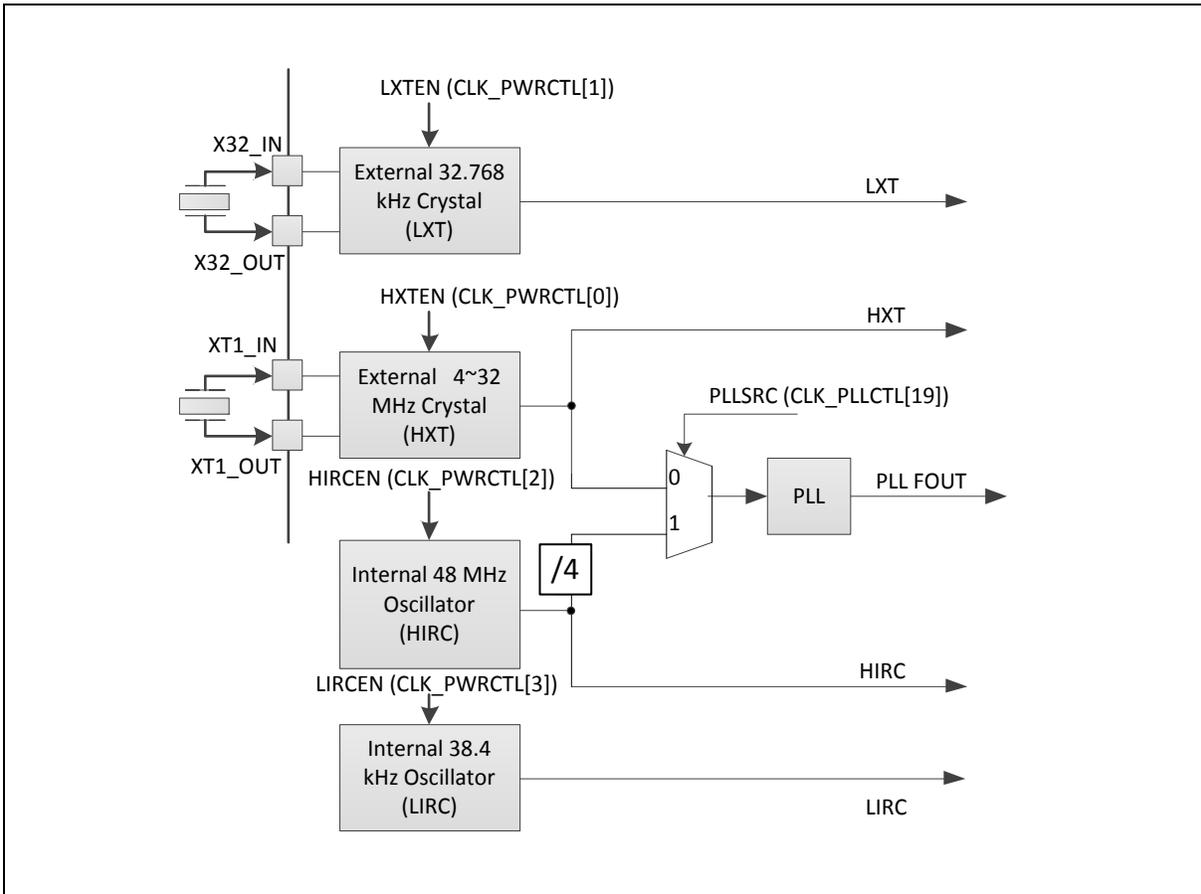 LXTEN (CLK_PWRCTL[1])
X32_IN
External 32.768
kHz Crystal
(LXT)
LXT
X32_OUT
HXTEN (CLK_PWRCTL[0])
HXT
XT1_IN
External 4~32
MHz Crystal
(HXT)
PLLSRC (CLK_PLLCTL[19])
XT1_OUT
HIRCEN (CLK_PWRCTL[2])
0
1
PLL
PLL FOUT
/4
Internal 48 MHz
Oscillator
(HIRC)
HIRC
LIRCEN (CLK_PWRCTL[3])
Internal 38.4
kHz Oscillator
(LIRC)
LIRC